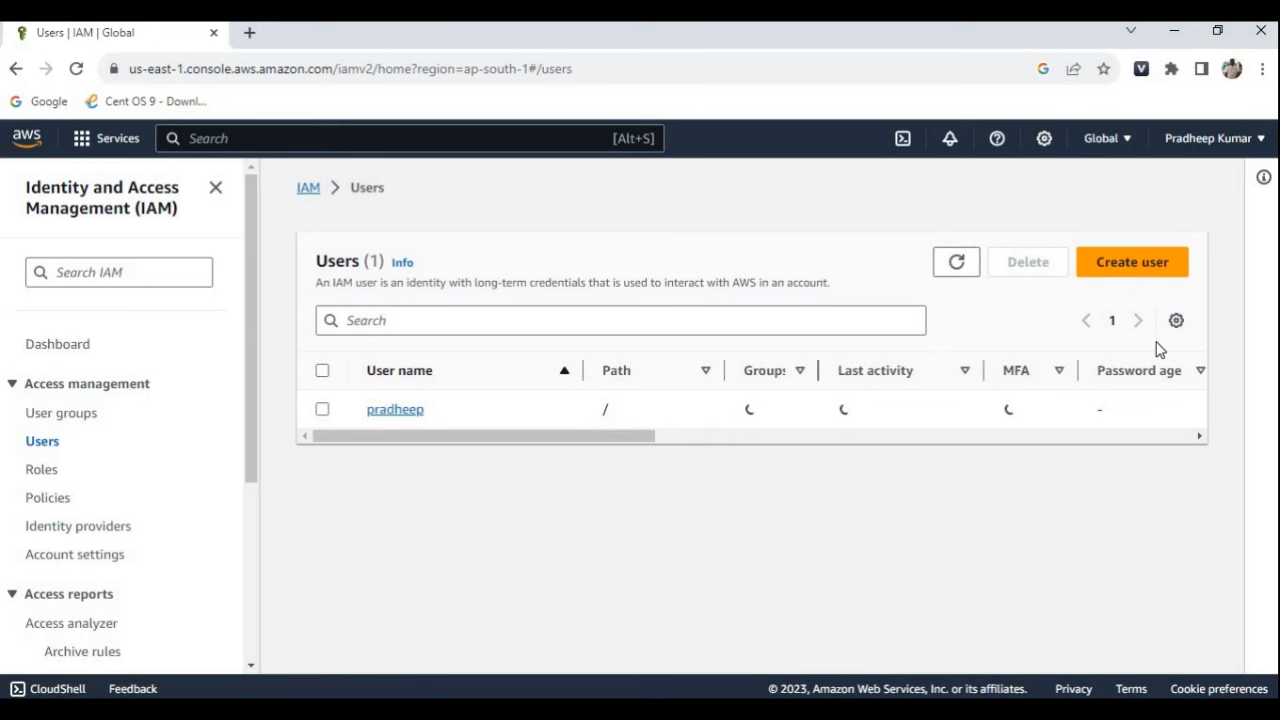 Users | IAM | Global
us-east-1.console.aws.amazon.com/iamv2/home?region=ap-south-1#/users
Google
Cent OS 9 - Downl...
aws
Services
Search
[Alt+S]
Global
Pradheep Kumar
Identity and Access
Management (IAM)
Search IAM
Dashboard
Access management
User groups
Users
Roles
Policies
Identity providers
Account settings
Access reports
Access analyzer
Archive rules
IAM > Users
Users (1) Info
Delete
Create user
An IAM user is an identity with long-term credentials that is used to interact with AWS in an account.
Search
1
User name Path Groups Last activity MFA Password age
pradheep / -
CloudShell Feedback © 2023, Amazon Web Services, Inc. or its affiliates. Privacy Terms Cookie preferences